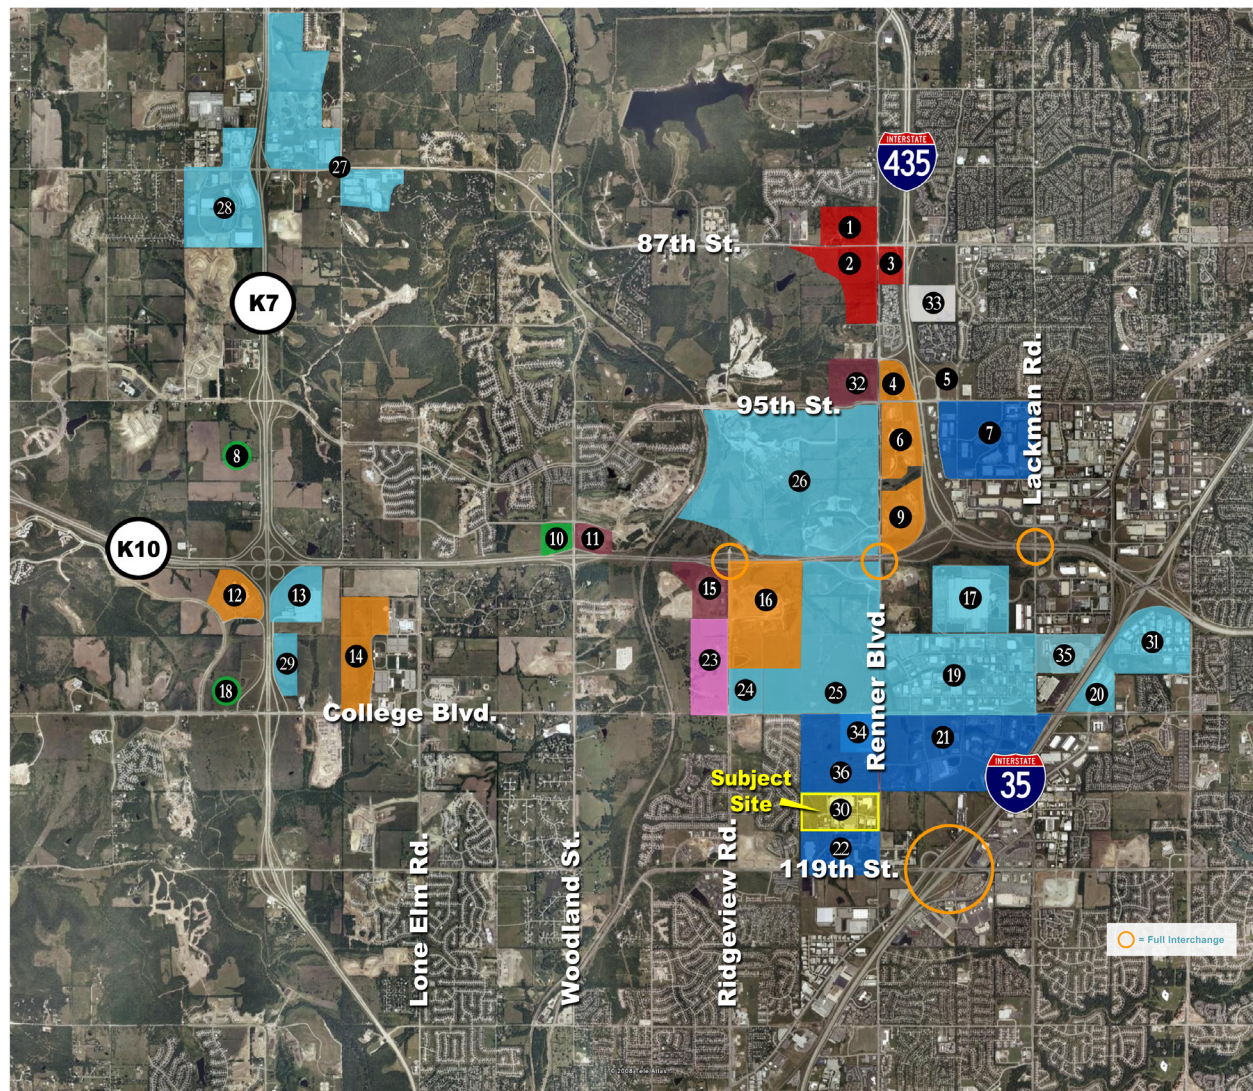 INTERSTATE
435
27
28
1
87th St.
2
3
K7
33
32
4
5
95th St.
Lackman Rd.
6
7
8
26
9
K10
10
11
12
13
15
16
17
14
23
29
18
24
25
Renner Blvd.
19
35
31
20
College Blvd.
34
21
36
INTERSTATE
35
Subject
Site
30
22
119th St.
Lone Elm Rd.
Woodland St.
Ridgeview Rd.
= Full Interchange
© 2008 Tele Atlas